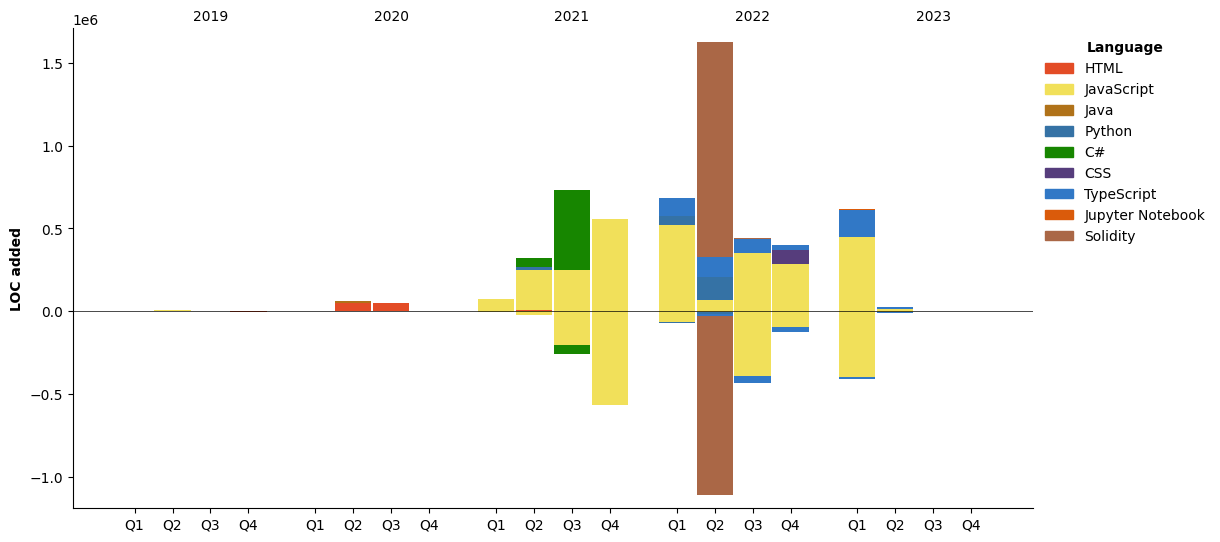 1e6
2019 2020 2021 2022 2023
LOC added
1.5
1.0
0.5
0.0
−0.5
−1.0
Q1 Q2 Q3 Q4 Q1 Q2 Q3 Q4 Q1 Q2 Q3 Q4 Q1 Q2 Q3 Q4 Q1 Q2 Q3 Q4
Language
HTML
JavaScript
Java
Python
C#
CSS
TypeScript
Jupyter Notebook
Solidity